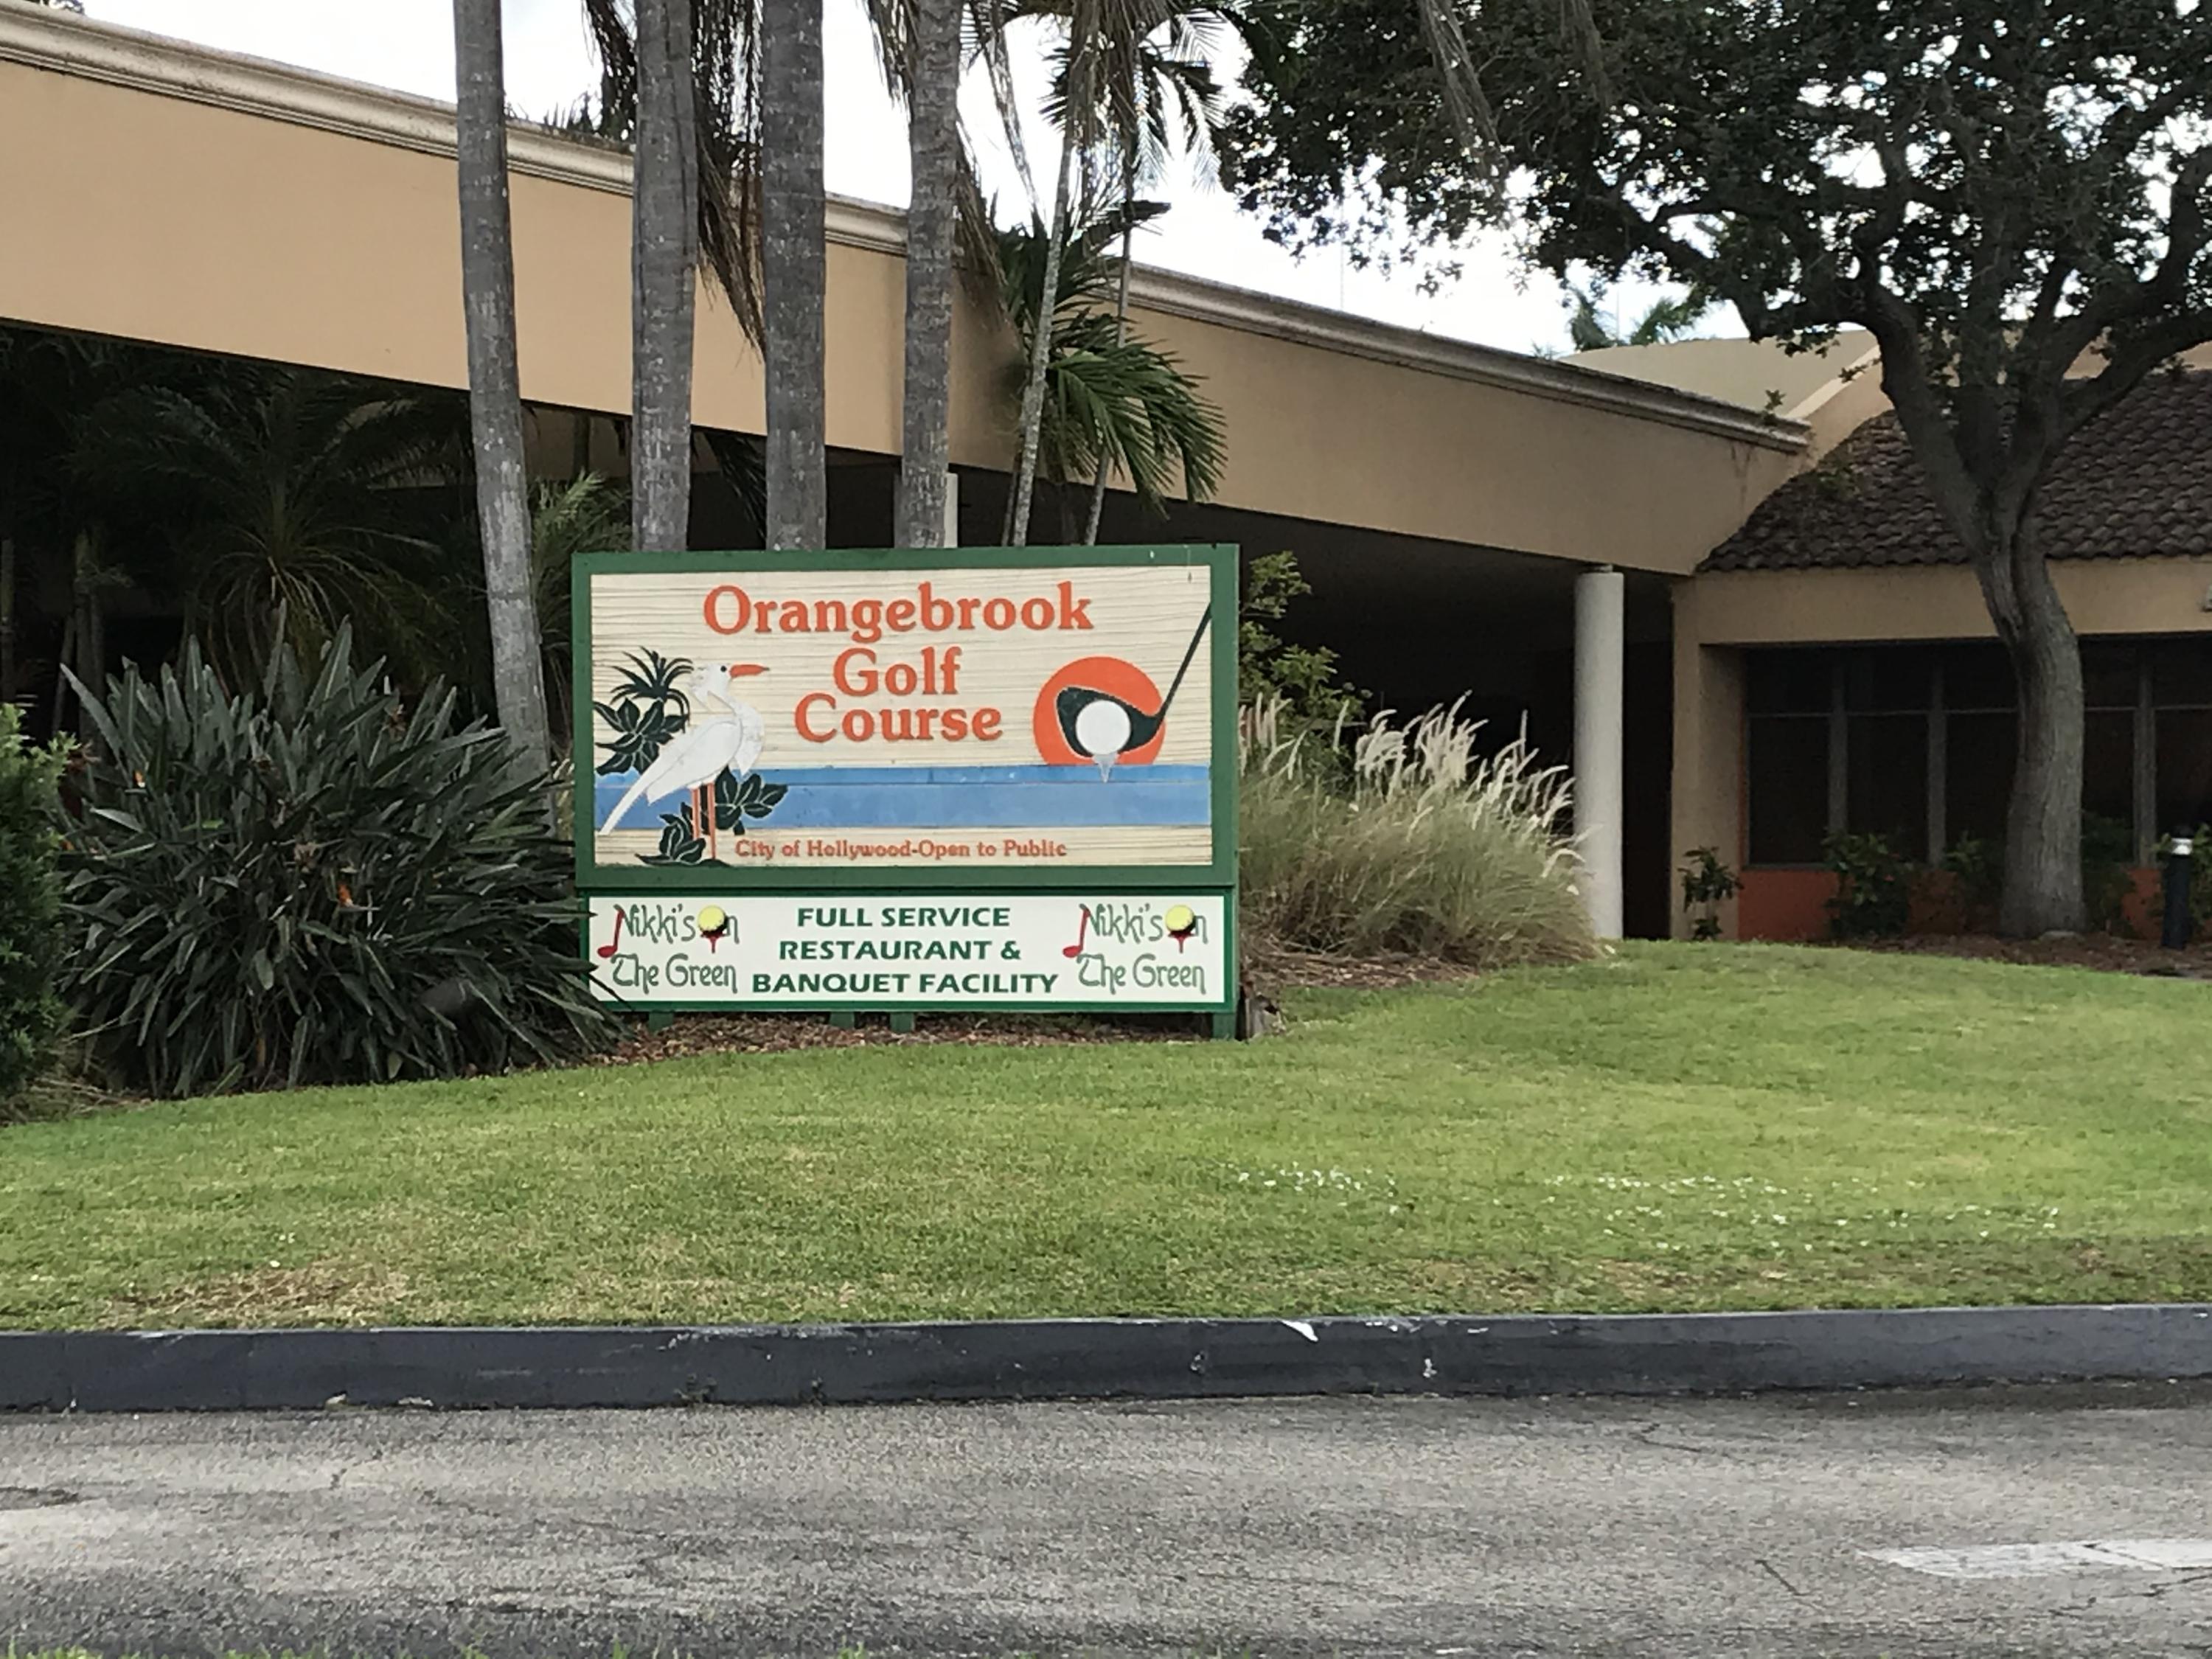 Orangebrook
Golf
Course
City of Hollywood-Open to Public
Nikki's On
The Green
FULL SERVICE
RESTAURANT &
BANQUET FACILITY
Nikki's On
The Green